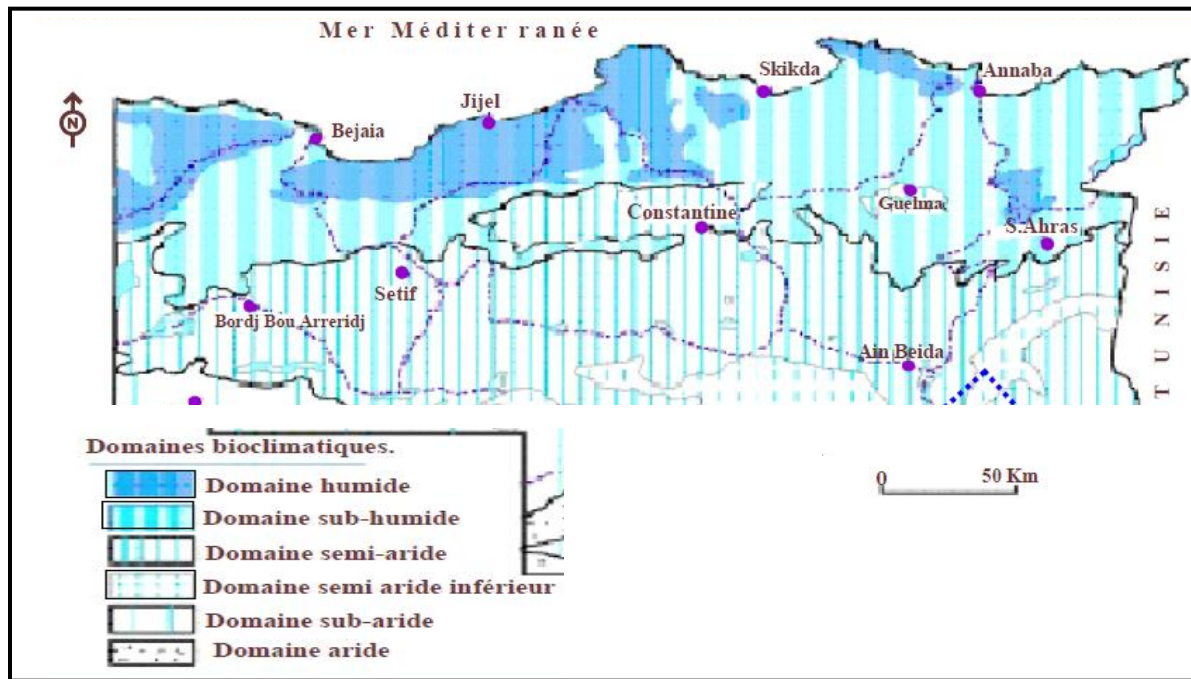 Mer Méditerranée
Skikda
Annaba
Jijel
Bejaia
N
Guelma
Constantine
S.Ahras
Setif
Bordj Bou Arreridj
Ain Beida
TUNISIE
Domaines bioclimatiques.
Domaine humide
Domaine sub-humide
Domaine semi-aride
Domaine semi aride inférieur
Domaine sub-aride
Domaine aride
0 50 Km